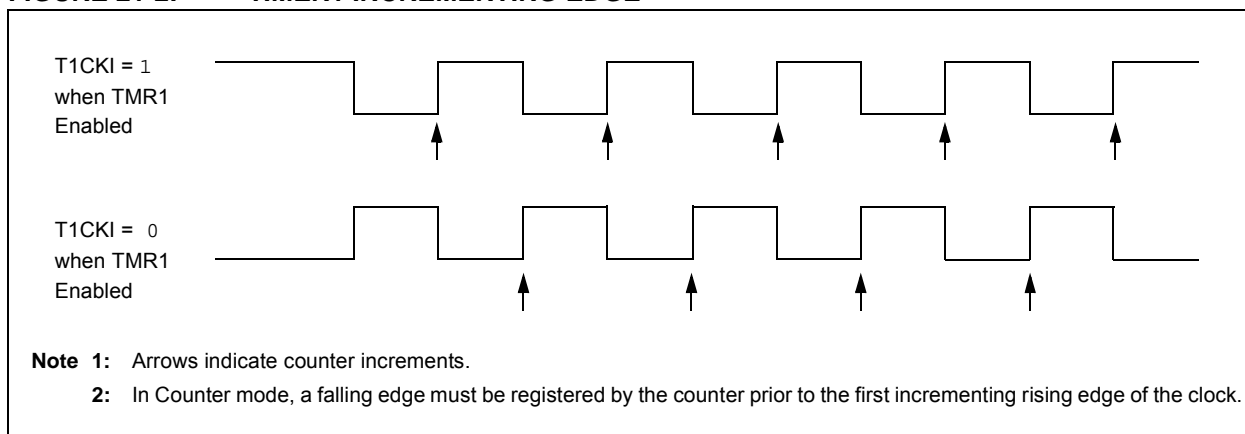 T1CKI = 1
when TMR1
Enabled
T1CKI = 0
when TMR1
Enabled
Note 1: Arrows indicate counter increments.
2: In Counter mode, a falling edge must be registered by the counter prior to the first incrementing rising edge of the clock.